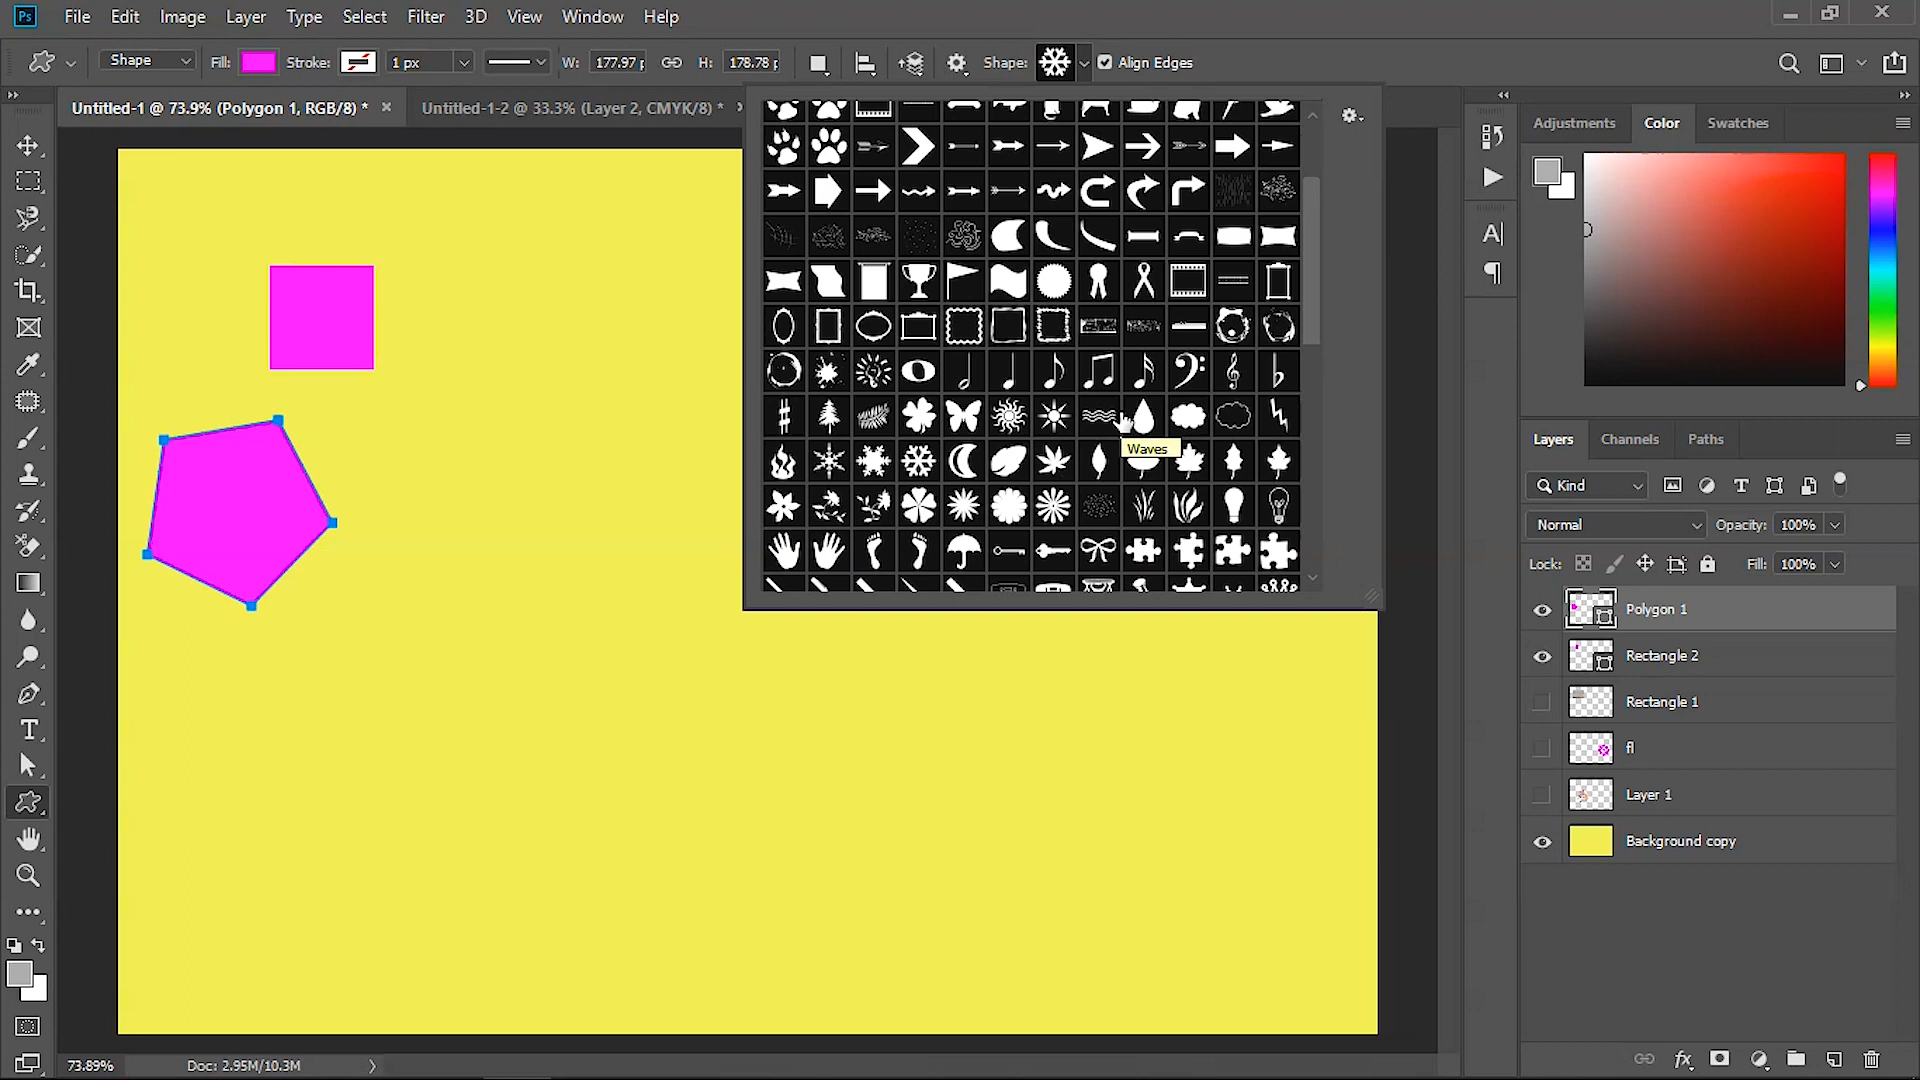 Ps File Edit Image Layer Type Select Filter 3D View Window Help
Shape Fill: Stroke: 1 px W: 177.97 p H: 178.78 p Shape: Align Edges
Untitled-1 @ 73.9% (Polygon 1, RGB/8) * × Untitled-1-2 @ 33.3% (Layer 2, CMYK/8) *
Waves
Adjustments Color Swatches
Layers Channels Paths
Kind
Normal Opacity: 100%
Lock: Fill: 100%
Polygon 1
Rectangle 2
Rectangle 1
fl
Layer 1
Background copy
73.89% Doc: 2.95M/10.3M